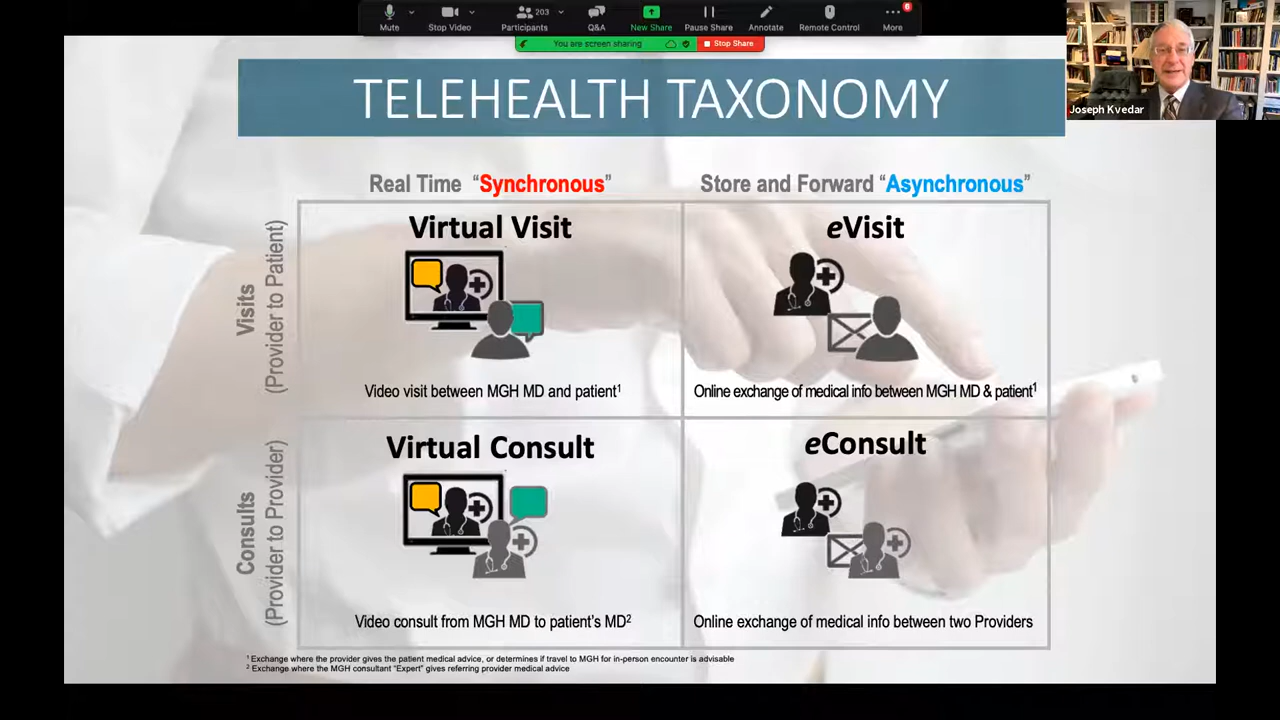 6
203
Mute
Stop Video
Participants
Q&A
New Share
Pause Share
Annotate
Remote Control
More
You are screen sharing
Stop Share
Joseph Kvedar
TELEHEALTH TAXONOMY
Real Time “Synchronous”
Store and Forward “Asynchronous”
Visits
(Provider to Patient)
Virtual Visit
Video visit between MGH MD and patient¹
eVisit
Online exchange of medical info between MGH MD & patient¹
Consults
(Provider to Provider)
Virtual Consult
Video consult from MGH MD to patient’s MD²
eConsult
Online exchange of medical info between two Providers
¹ Exchange where the provider gives the patient medical advice, or determines if travel to MGH for in-person encounter is advisable
² Exchange where the MGH consultant “Expert” gives referring provider medical advice